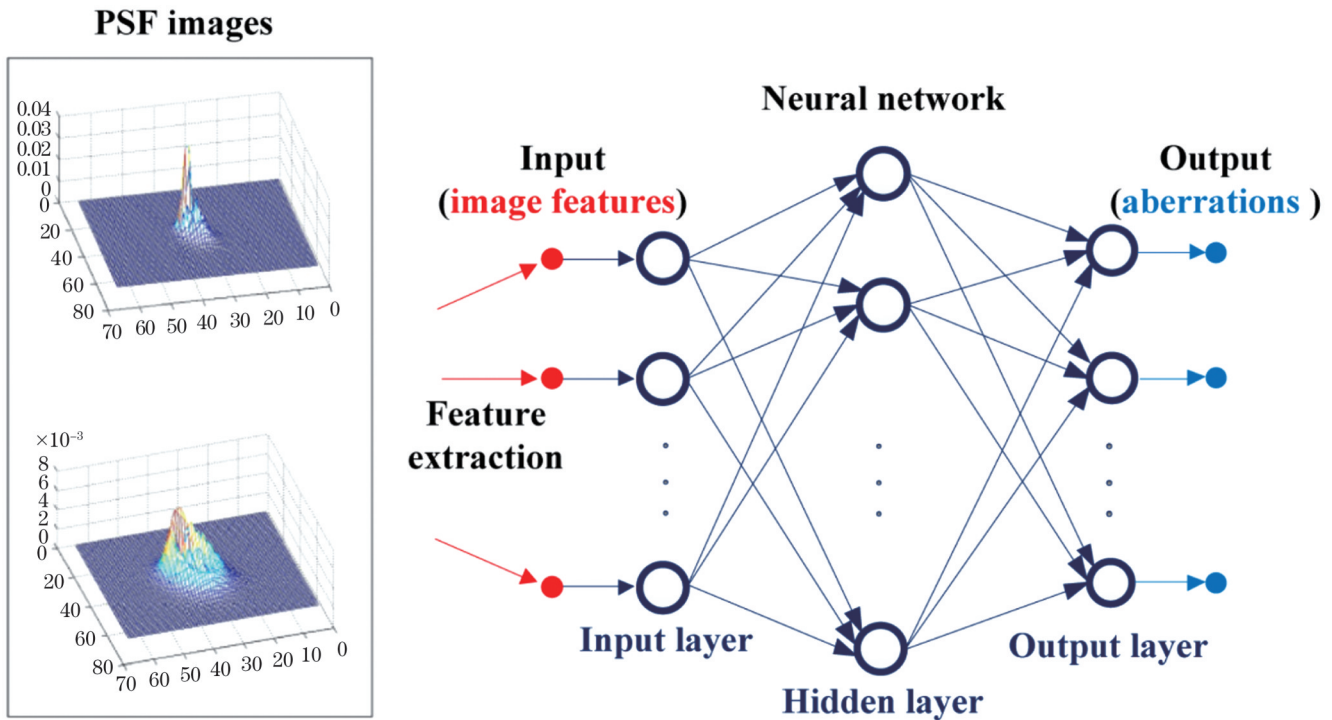 PSF images
0.04
0.03
0.02
0.01
0
0
20
40
60
80
70 60 50 40 30 20 10 0
×10⁻³
8
6
4
2
0
0
20
40
60
80
70 60 50 40 30 20 10 0
Neural network
Input
(image features)
Output
(aberrations )
Feature
extraction
Input layer
Hidden layer
Output layer